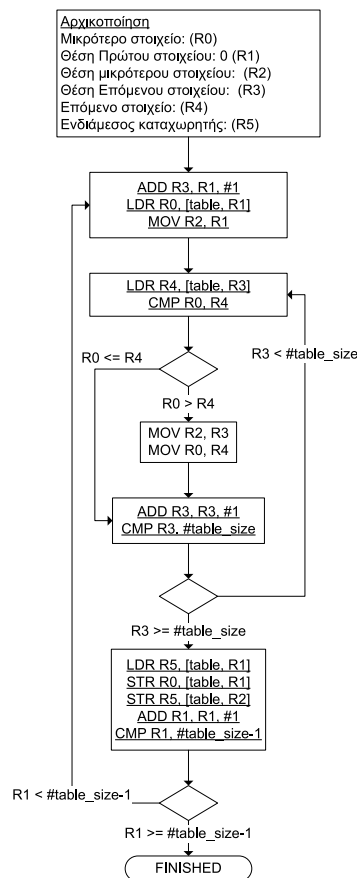 Αρχικοποίηση
Μικρότερο στοιχείο: (R0)
Θέση Πρώτου στοιχείου: 0 (R1)
Θέση μικρότερου στοιχείου:  (R2)
Θέση Επόμενου στοιχείου:  (R3)
Επόμενο στοιχείο: (R4)
Ενδιάμεσος καταχωρητής: (R5)
ADD R3, R1, #1
LDR R0, [table, R1]
MOV R2, R1
LDR R4, [table, R3]
CMP R0, R4
R3 < #table_size
R0 <= R4
R0 > R4
MOV R2, R3
MOV R0, R4
ADD R3, R3, #1
CMP R3, #table_size
R3 >= #table_size
LDR R5, [table, R1]
STR R0, [table, R1]
STR R5, [table, R2]
ADD R1, R1, #1
CMP R1, #table_size-1
R1 < #table_size-1
R1 >= #table_size-1
FINISHED